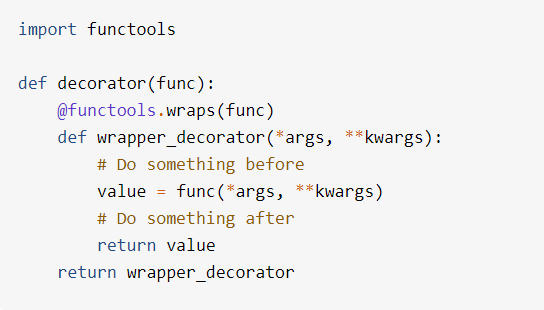 import functools

def decorator(func):
    @functools.wraps(func)
    def wrapper_decorator(*args, **kwargs):
        # Do something before
        value = func(*args, **kwargs)
        # Do something after
        return value
    return wrapper_decorator